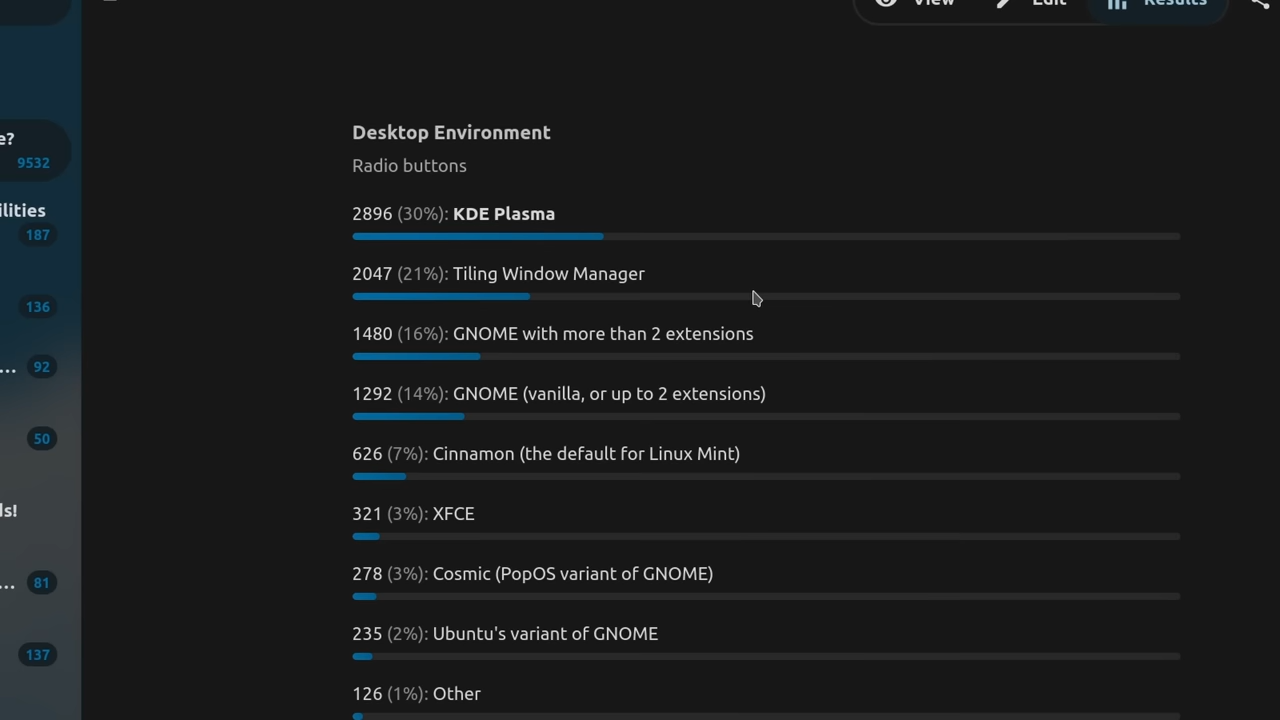 View Edit Results
e?
9532
ilities
187
136
... 92
50
ds!
... 81
137
Desktop Environment
Radio buttons
2896 (30%): KDE Plasma
2047 (21%): Tiling Window Manager
1480 (16%): GNOME with more than 2 extensions
1292 (14%): GNOME (vanilla, or up to 2 extensions)
626 (7%): Cinnamon (the default for Linux Mint)
321 (3%): XFCE
278 (3%): Cosmic (PopOS variant of GNOME)
235 (2%): Ubuntu's variant of GNOME
126 (1%): Other